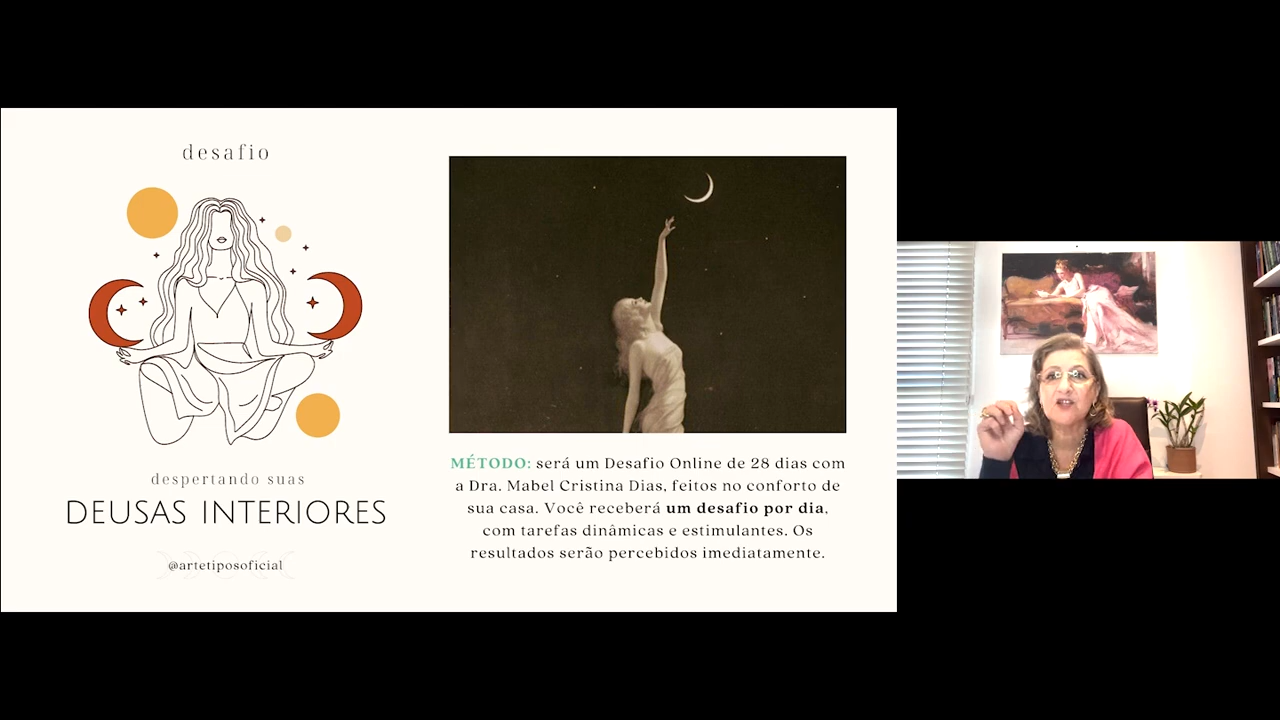 desafio
despertando suas
DEUSAS INTERIORES
@artetiposoficial
MÉTODO: será um Desafio Online de 28 dias com
a Dra. Mabel Cristina Dias, feitos no conforto de
sua casa. Você receberá um desafio por dia,
com tarefas dinâmicas e estimulantes. Os
resultados serão percebidos imediatamente.